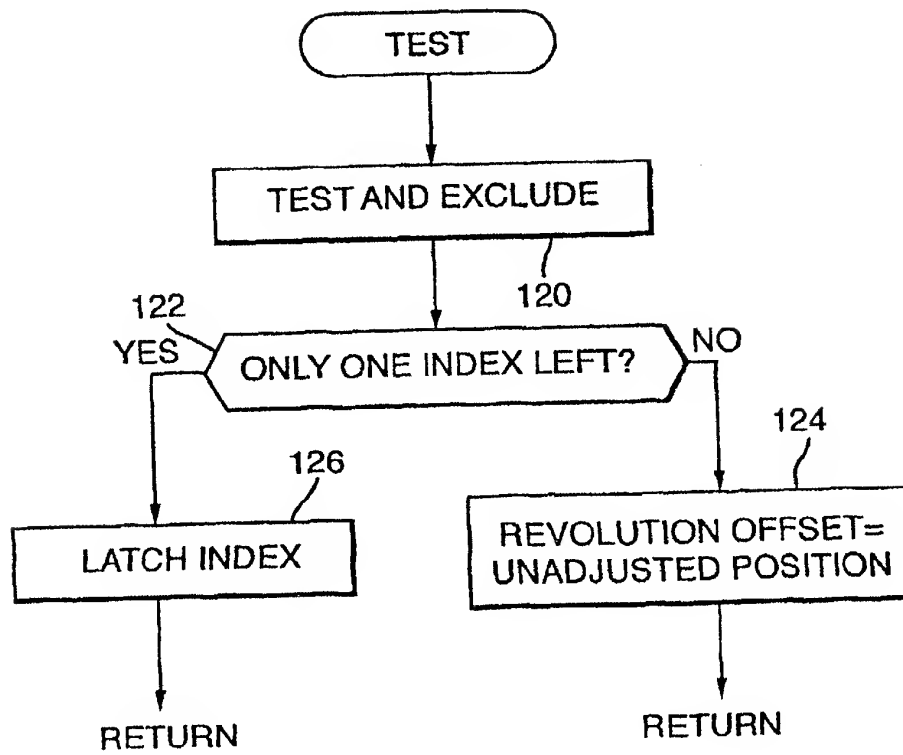 TEST
TEST AND EXCLUDE
120
122
YES
ONLY ONE INDEX LEFT?
NO
126
124
LATCH INDEX
REVOLUTION OFFSET=
UNADJUSTED POSITION
RETURN
RETURN